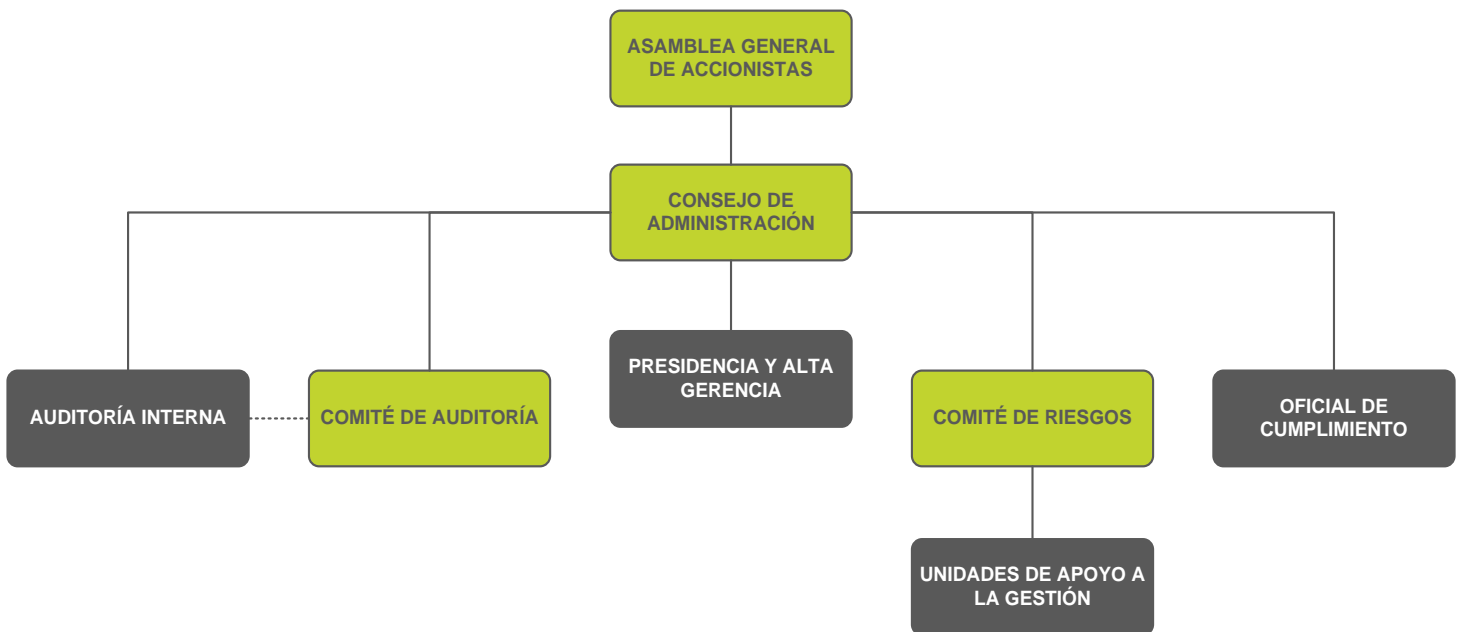 ASAMBLEA GENERAL
DE ACCIONISTAS
CONSEJO DE
ADMINISTRACIÓN
PRESIDENCIA Y ALTA
GERENCIA
AUDITORÍA INTERNA
COMITÉ DE AUDITORÍA
COMITÉ DE RIESGOS
OFICIAL DE
CUMPLIMIENTO
UNIDADES DE APOYO A
LA GESTIÓN